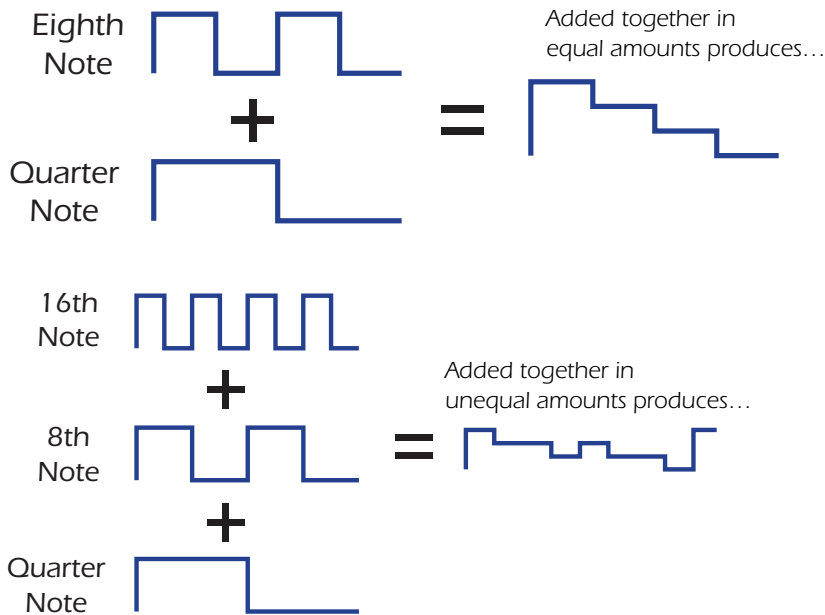 Eighth
Note
+
Quarter
Note
=
Added together in
equal amounts produces…
16th
Note
+
8th
Note
+
Quarter
Note
=
Added together in
unequal amounts produces…